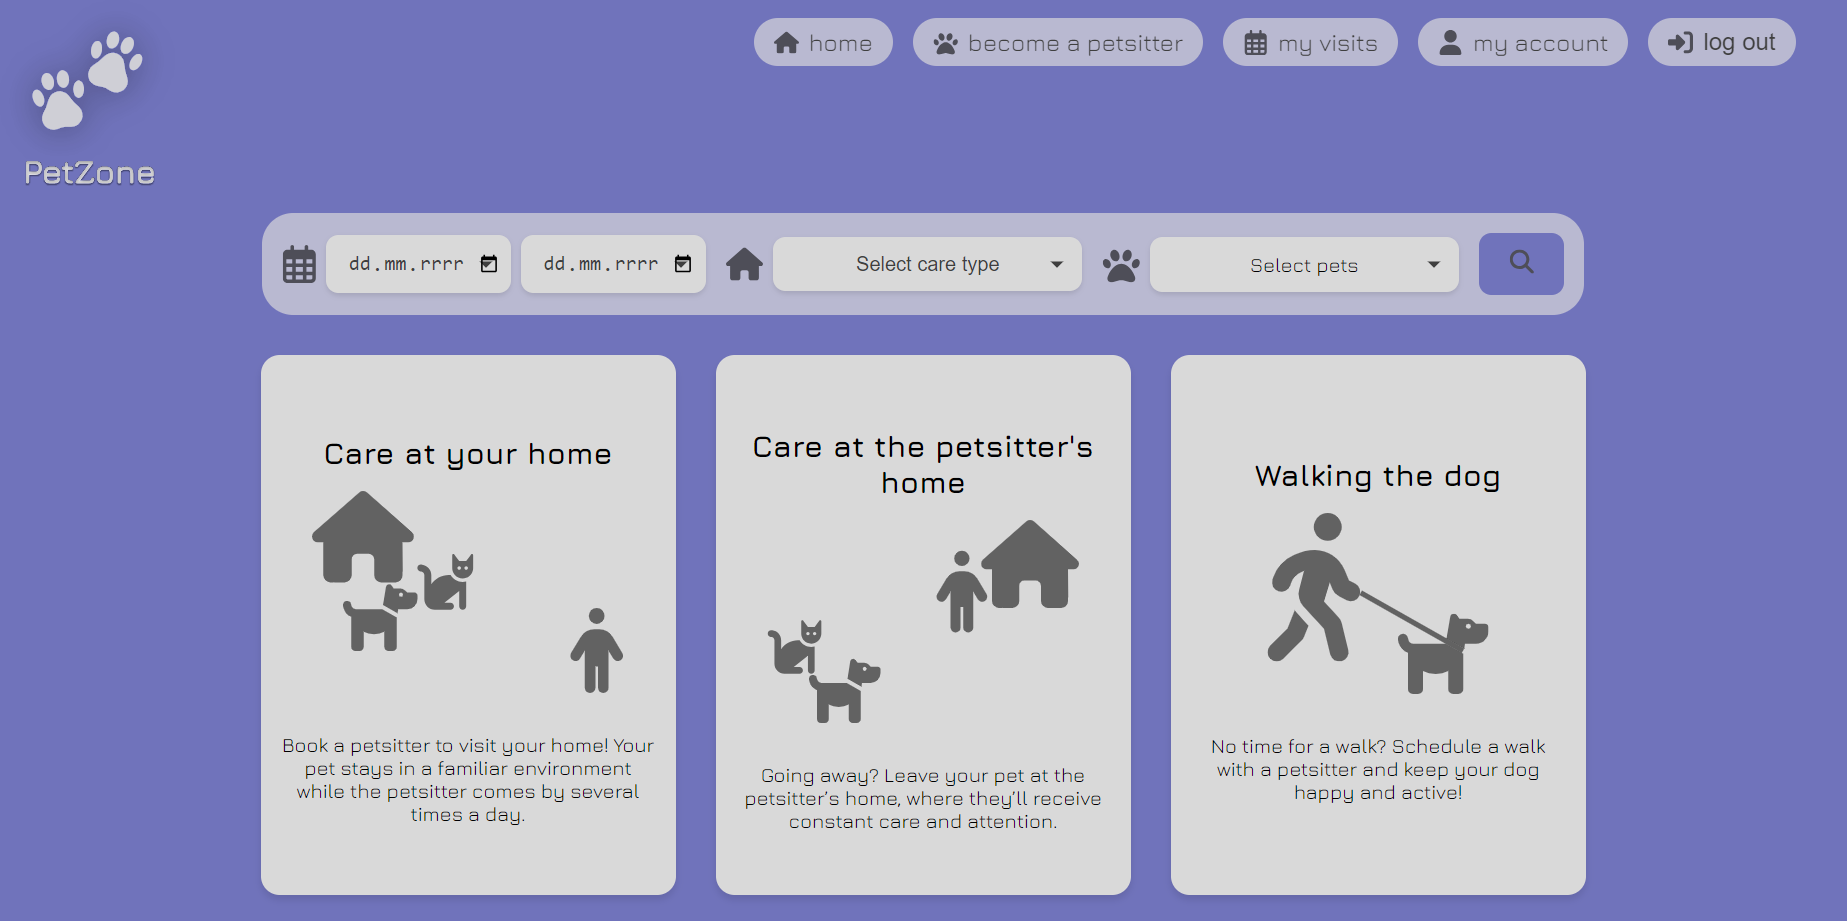 home
become a petsitter
my visits
my account
log out
PetZone
dd.mm.rrrr
dd.mm.rrrr
Select care type
Select pets
Care at your home
Book a petsitter to visit your home! Your
pet stays in a familiar environment
while the petsitter comes by several
times a day.
Care at the petsitter's
home
Going away? Leave your pet at the
petsitter’s home, where they’ll receive
constant care and attention.
Walking the dog
No time for a walk? Schedule a walk
with a petsitter and keep your dog
happy and active!